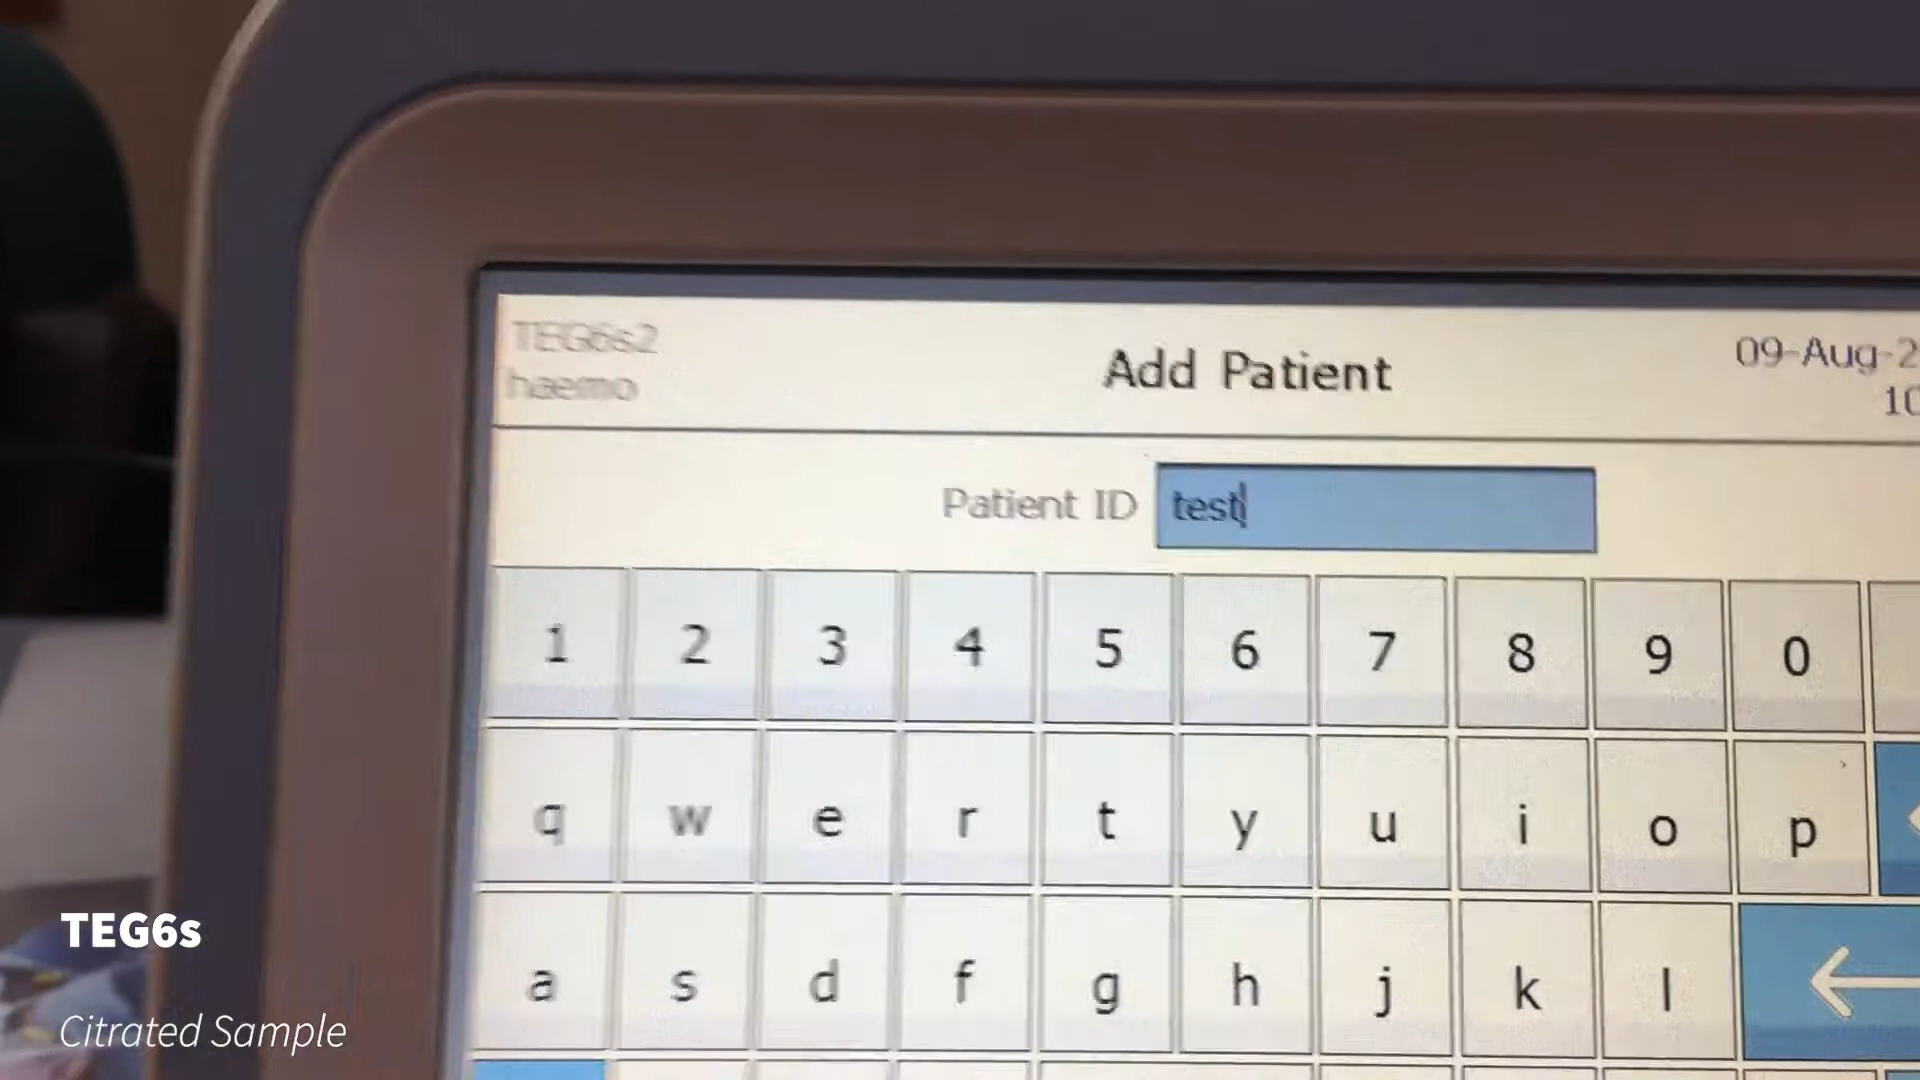 TEG6s2
haemo
Add Patient
09-Aug-2
10
Patient ID test
1 2 3 4 5 6 7 8 9 0
q w e r t y u i o p
a s d f g h j k l
TEG6s
Citrated Sample